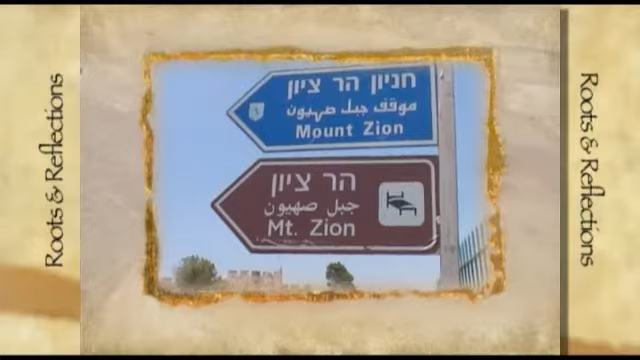 Roots & Reflections
חניון הר ציון
موقف جبل صهيون
Mount Zion
הר ציון
جبل صهيون
Mt. Zion
Roots & Reflections